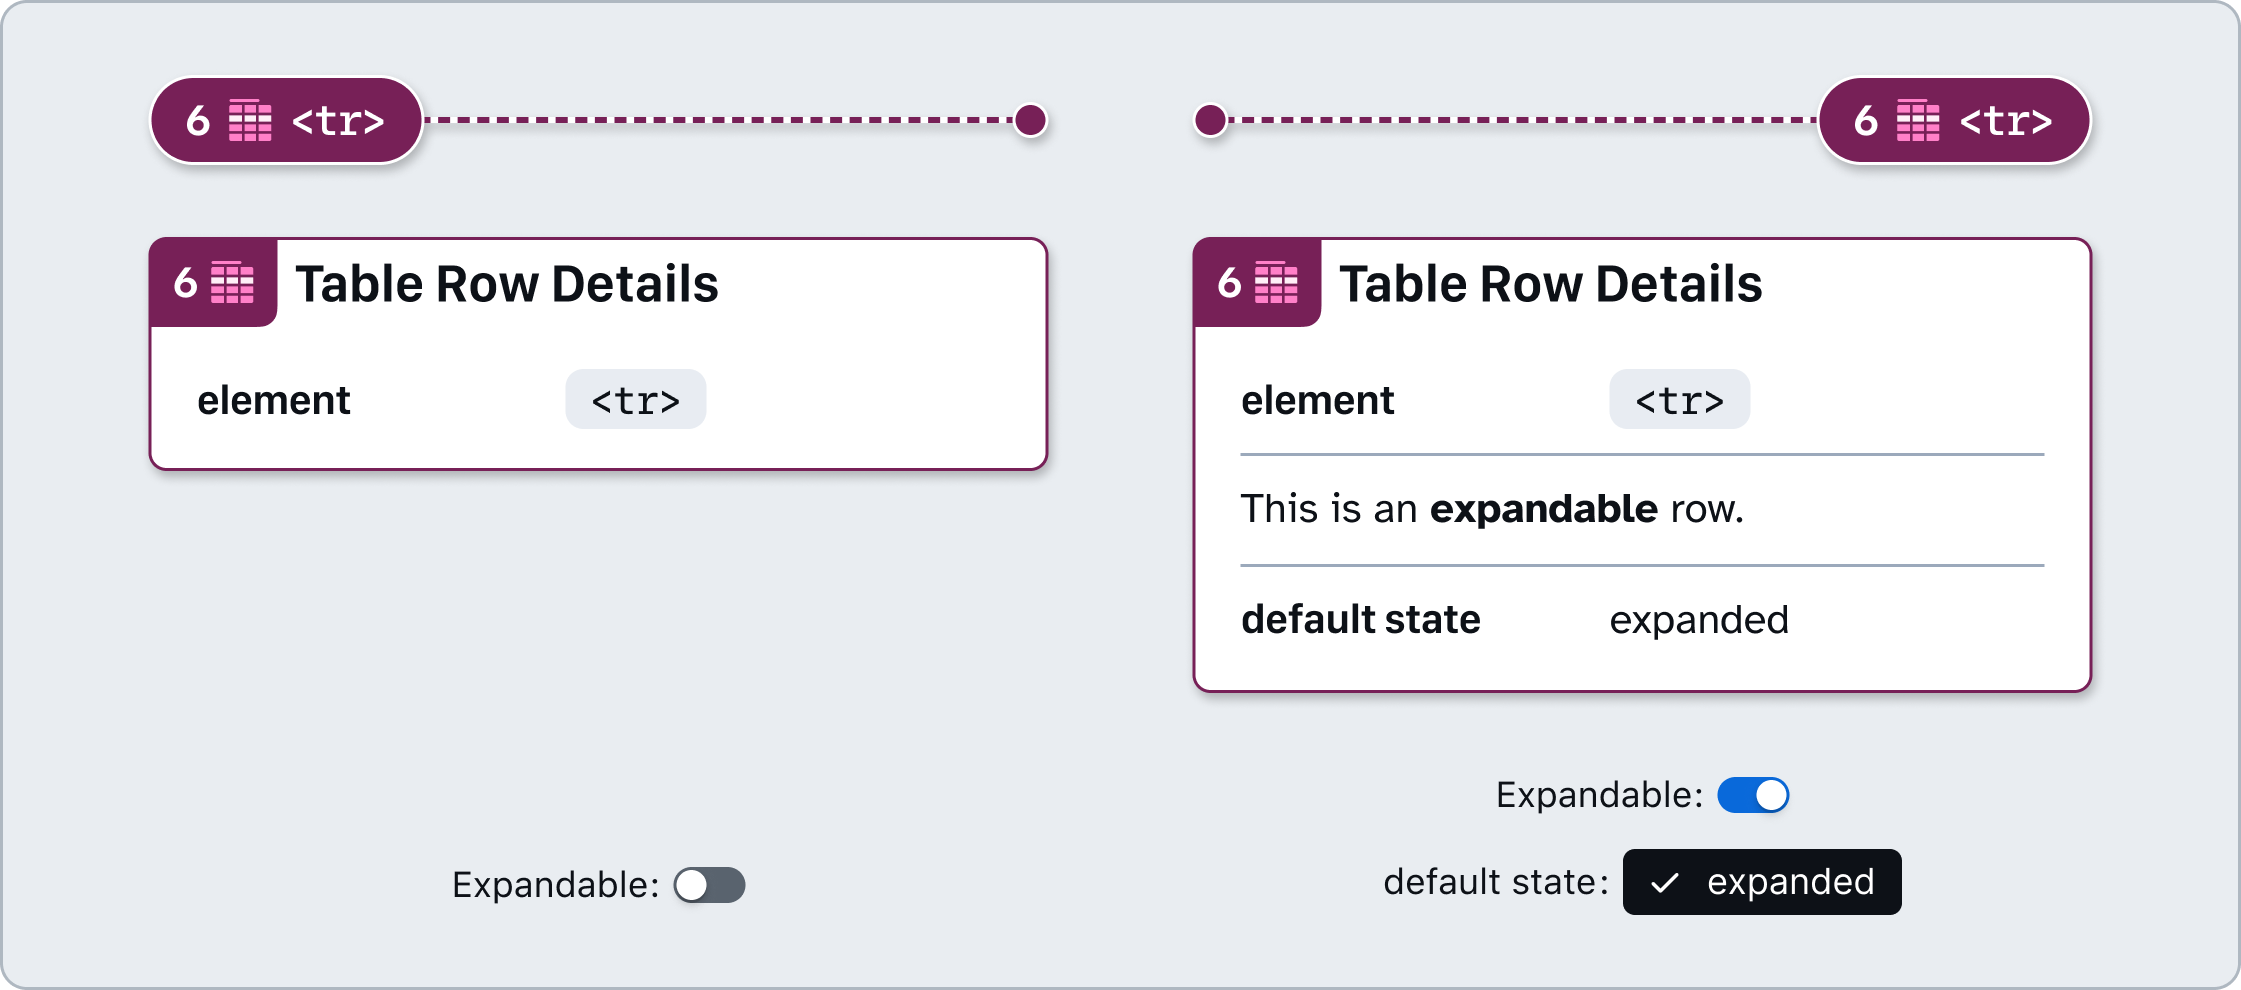 6 <tr>
6 <tr>
6 Table Row Details
element <tr>
Expandable:
6 Table Row Details
element <tr>
This is an expandable row.
default state expanded
Expandable:
default state: ✓ expanded